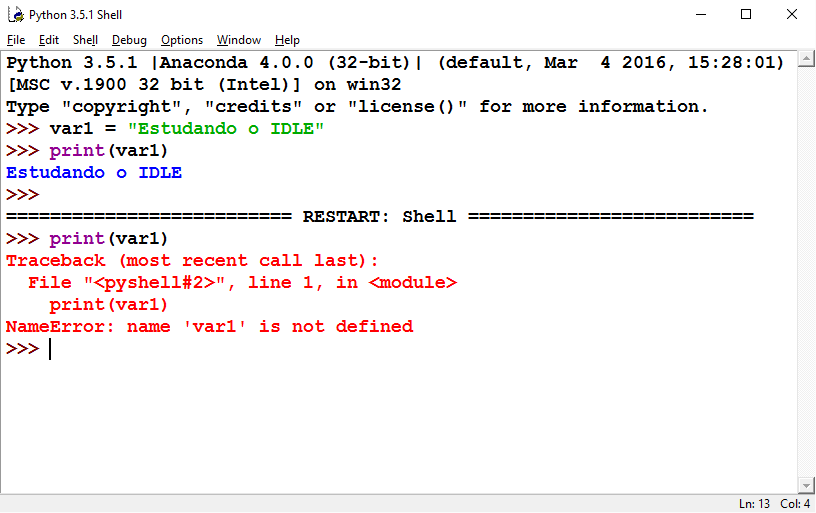 Python 3.5.1 Shell
File Edit Shell Debug Options Window Help
Python 3.5.1 |Anaconda 4.0.0 (32-bit)| (default, Mar  4 2016, 15:28:01)
[MSC v.1900 32 bit (Intel)] on win32
Type "copyright", "credits" or "license()" for more information.
>>> var1 = "Estudando o IDLE"
>>> print(var1)
Estudando o IDLE
>>>
========================== RESTART: Shell ==========================
>>> print(var1)
Traceback (most recent call last):
  File "<pyshell#2>", line 1, in <module>
    print(var1)
NameError: name 'var1' is not defined
>>>
Ln: 13 Col: 4